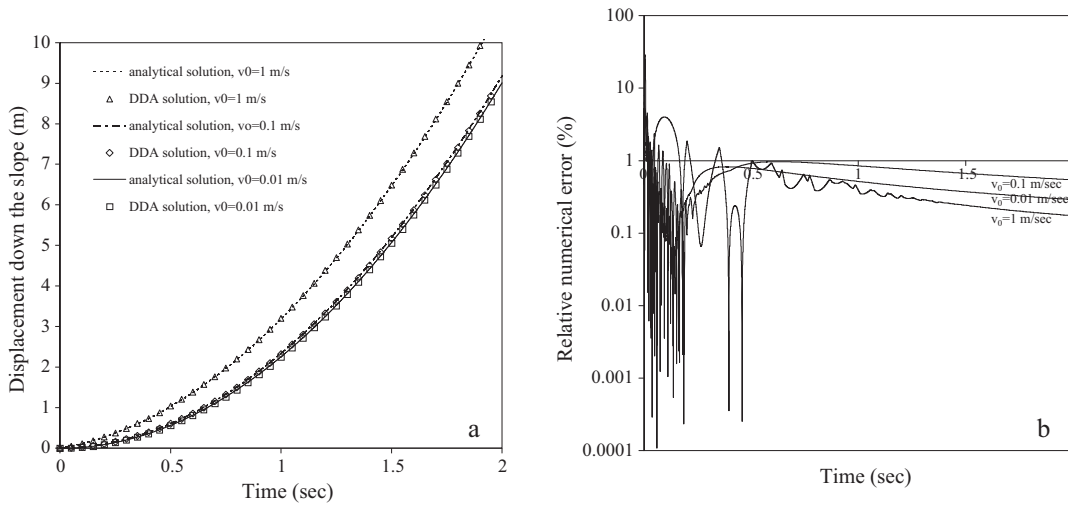 10
9
8
7
6
5
4
3
2
1
0
Displacement down the slope (m)
analytical solution, v0=1 m/s
DDA solution, v0=1 m/s
analytical solution, vo=0.1 m/s
DDA solution, v0=0.1 m/s
analytical solution, v0=0.01 m/s
DDA solution, v0=0.01 m/s
a
0
0.5
1
1.5
2
Time (sec)
100
10
1
0.1
0.01
0.001
0.0001
Relative numerical error (%)
0
0.5
1
1.5
v0=0.1 m/sec
v0=0.01 m/sec
v0=1 m/sec
b
Time (sec)